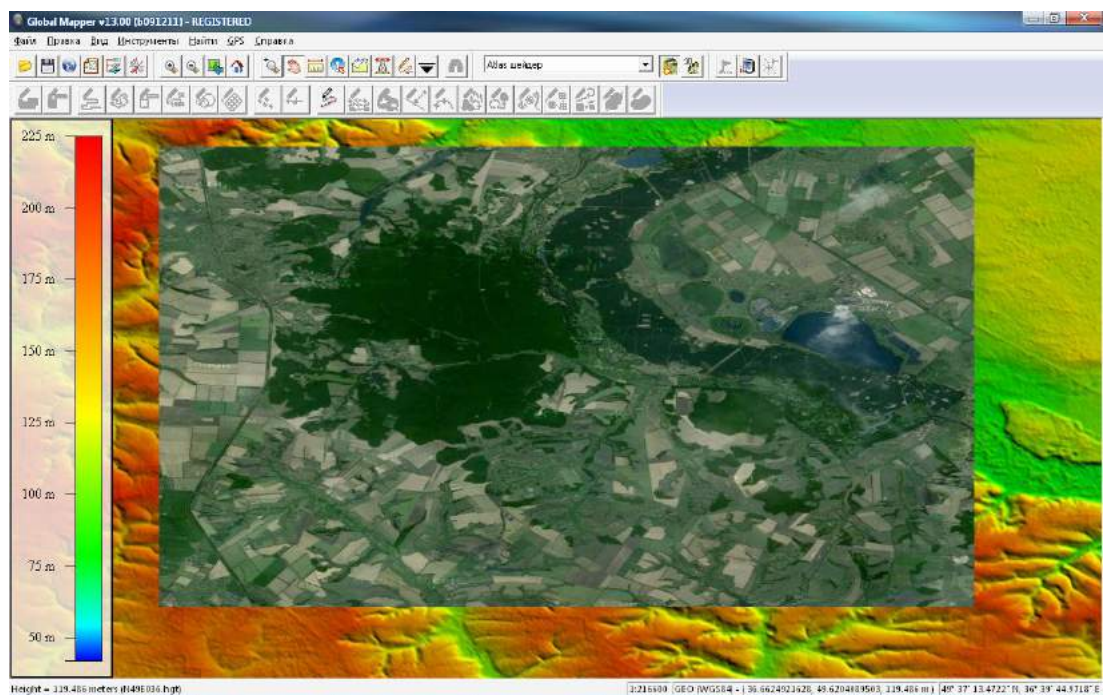 Global Mapper v13.00 (b091211) - REGISTERED
Файл Правка Вид Инструменты Найти GPS Справка
Atlas шейдер
225 m
200 m
175 m
150 m
125 m
100 m
75 m
50 m
Height = 119.486 meters (N49E036.hgt)
1:216600 GEO (WGS84) - ( 36.6624921628, 49.6204089503, 119.486 m ) 49° 37' 13.4722" N, 36° 39' 44.9718" E